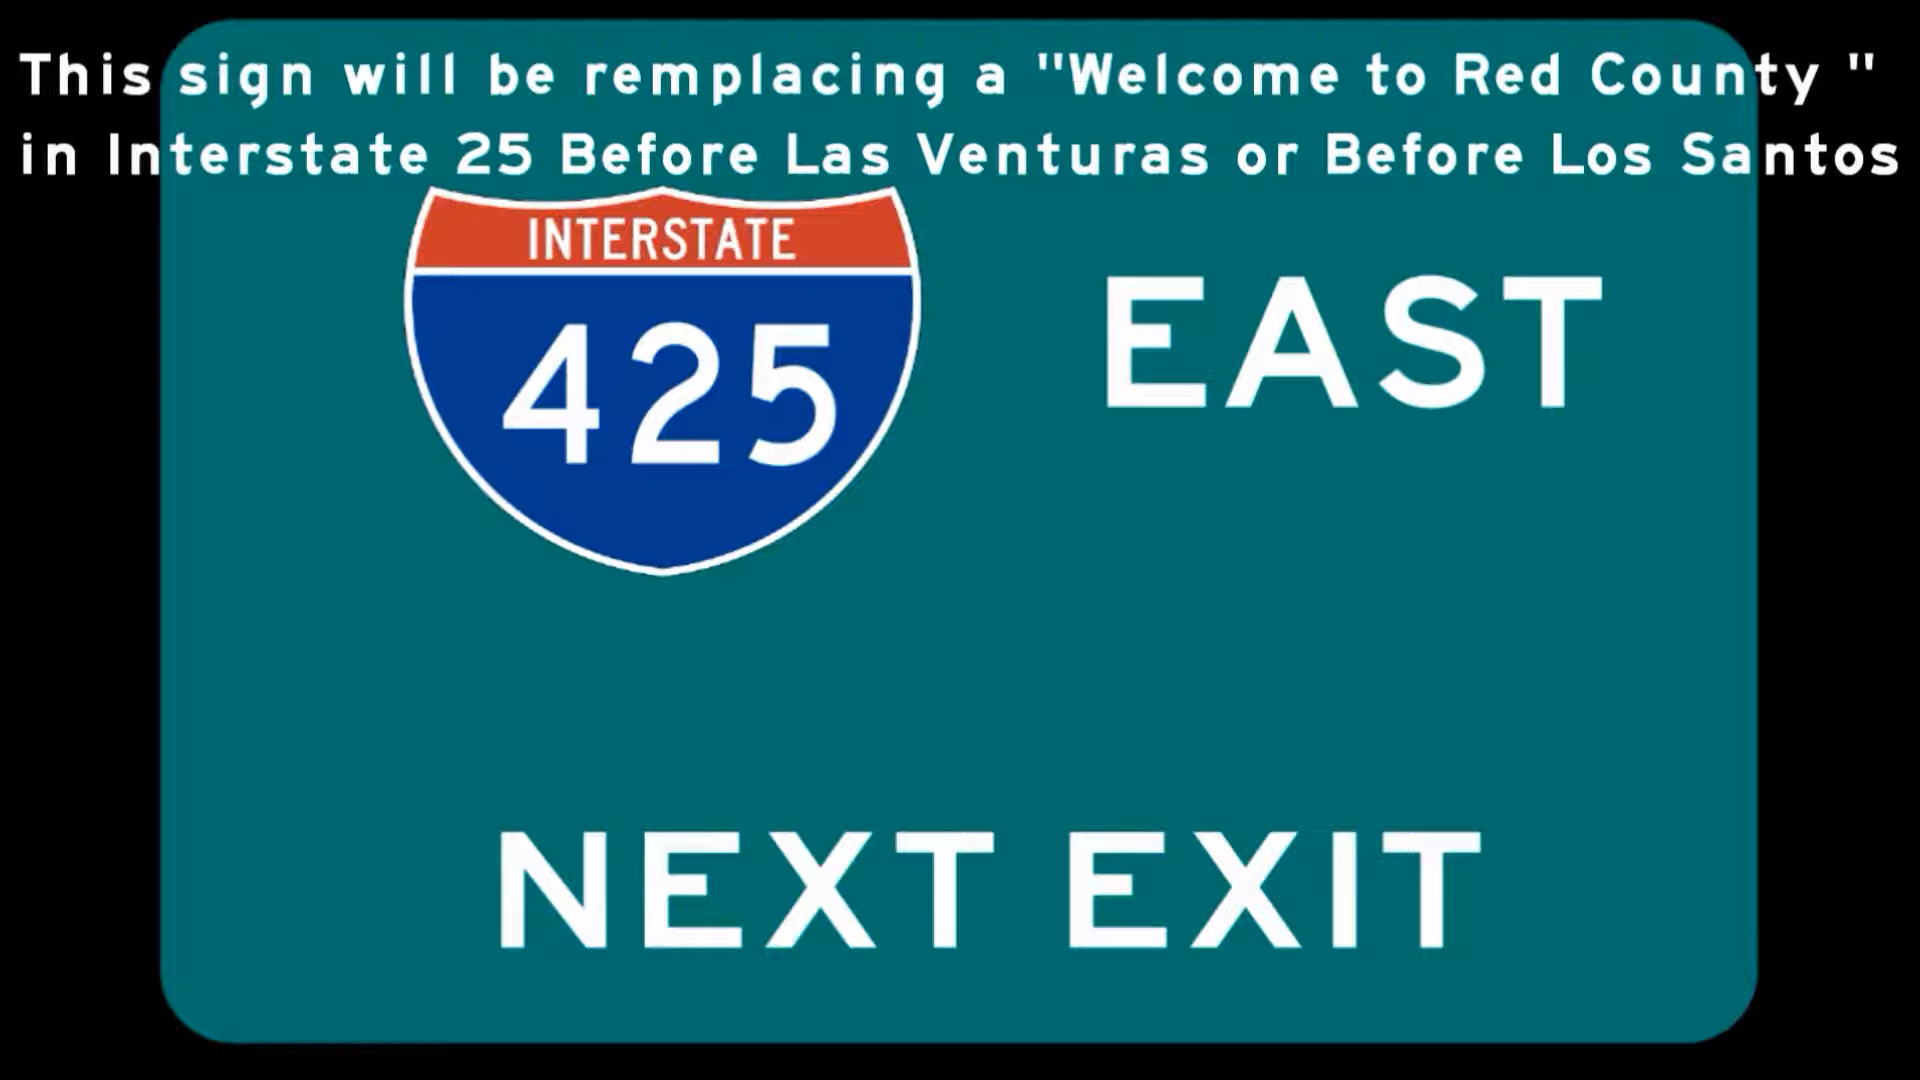 This sign will be remplacing a "Welcome to Red County "
in Interstate 25 Before Las Venturas or Before Los Santos
INTERSTATE
425
EAST
NEXT EXIT